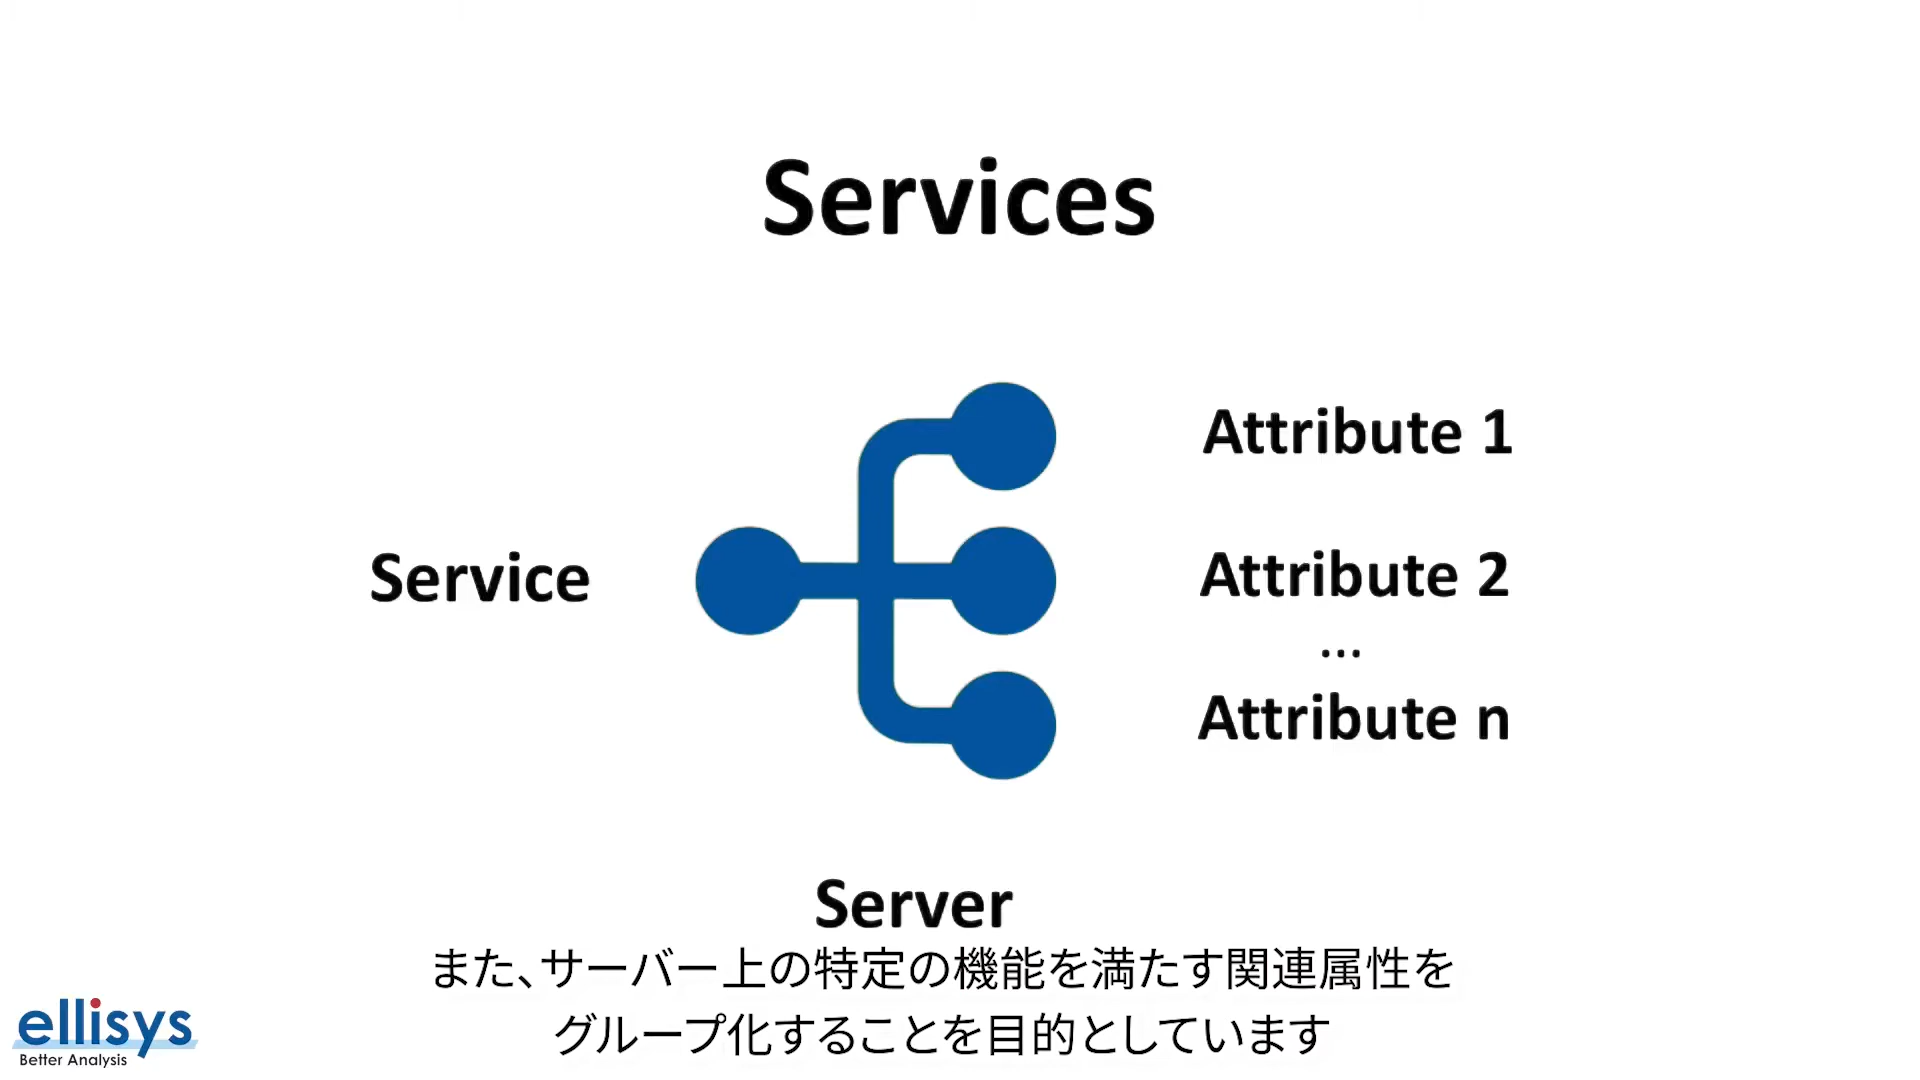 Services
Service
Attribute 1
Attribute 2
...
Attribute n
Server
また、サーバー上の特定の機能を満たす関連属性を
グループ化することを目的としています
ellisys
Better Analysis